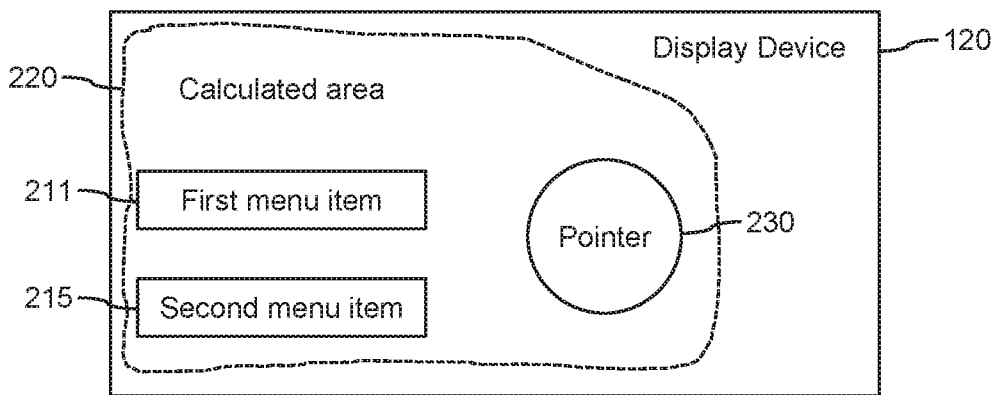 Display Device
120
220
Calculated area
211
First menu item
Pointer
230
215
Second menu item